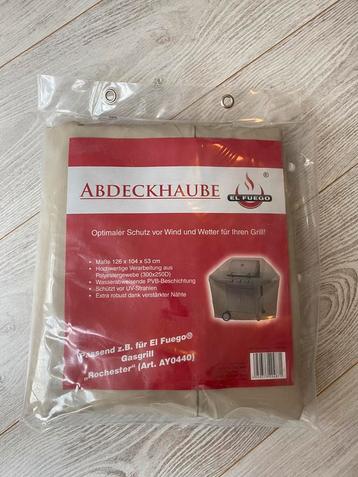 ABDECKHAUBE
EL FUEGO
®
Optimaler Schutz vor Wind und Wetter für Ihren Grill!
• Maße 126 x 104 x 53 cm
• Hochwertige Verarbeitung aus
Polyestergewebe (300x250D)
• Wasserabweisende PVB-Beschichtung
• Schützt vor UV-Strahlen
• Extra robust dank verstärkter Nähte
Passend z.B. für El Fuego®
Gasgrill
„Rochester“ (Art. AY0440)